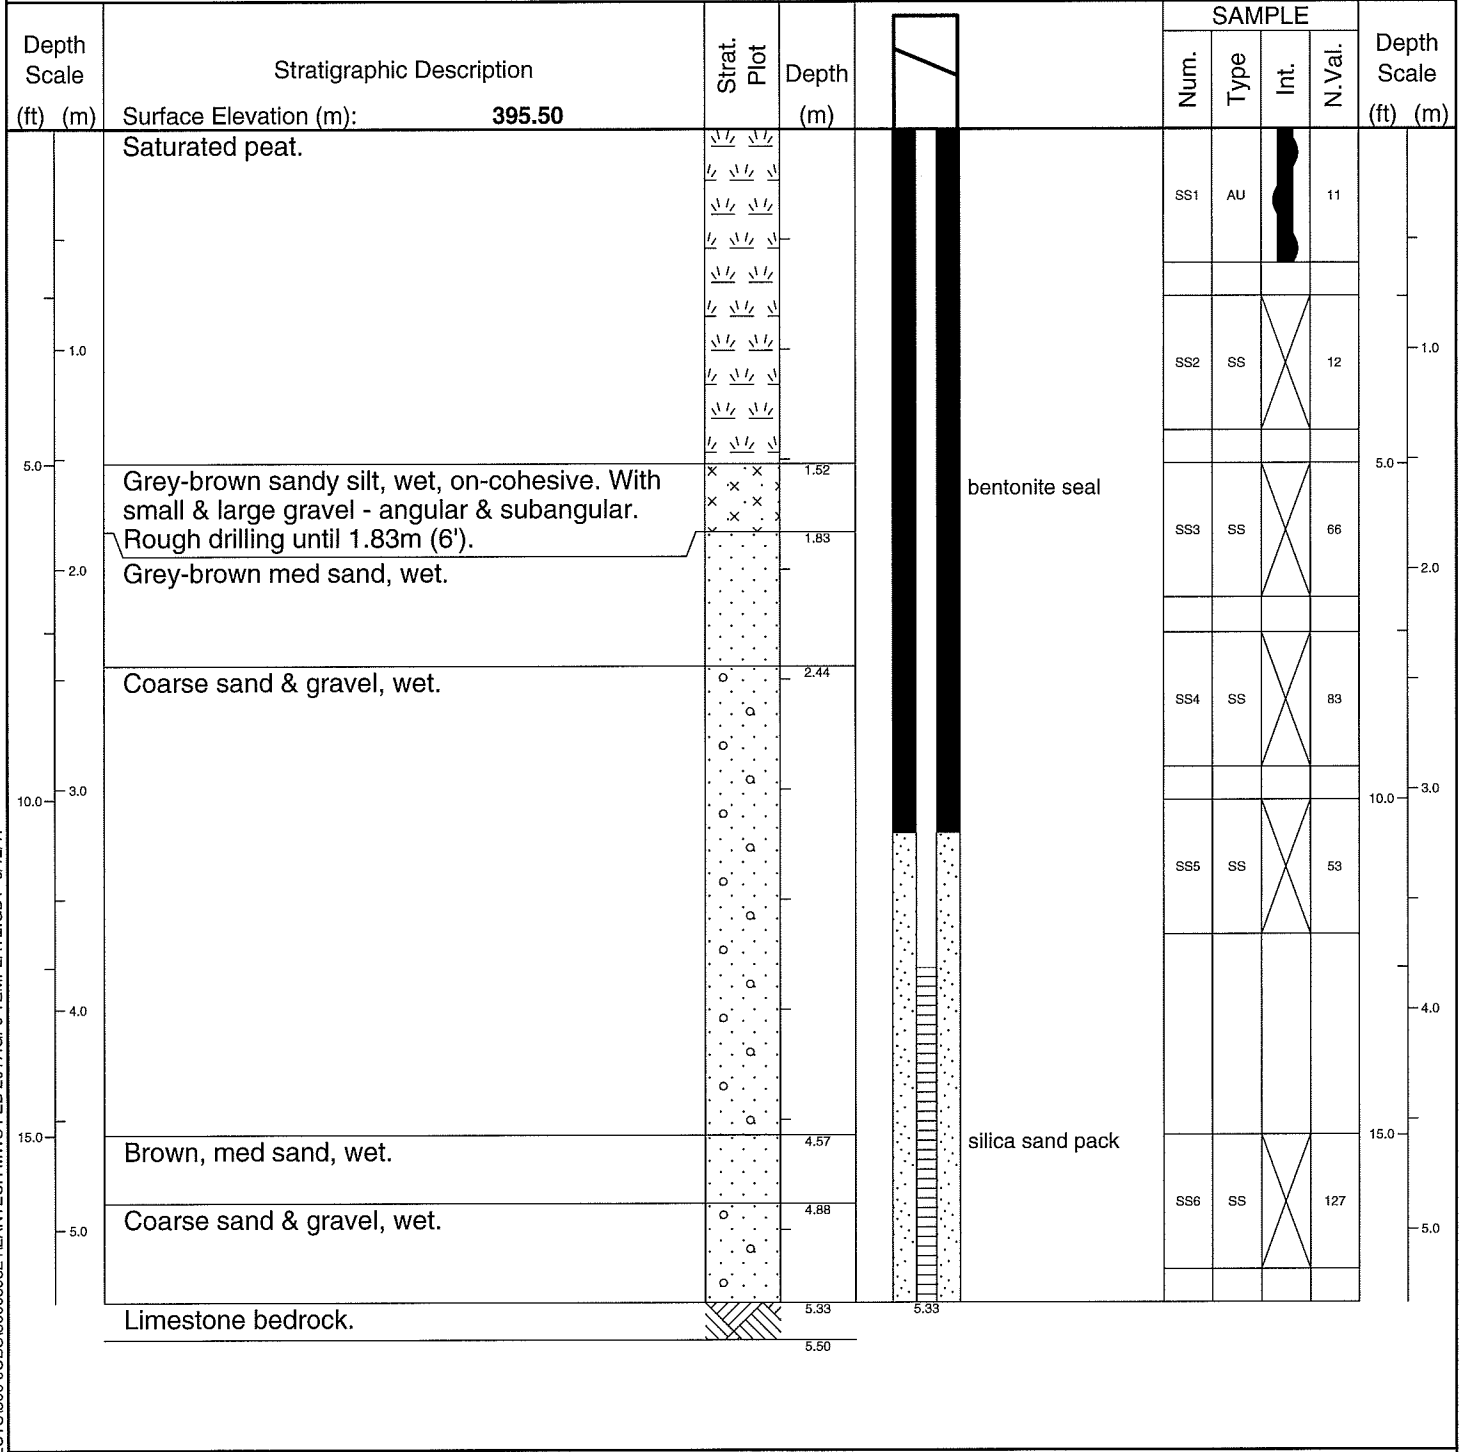 SAMPLE
Depth Scale
Stratigraphic Description
Strat. Plot
Depth
Num.
Type
Int.
N.Val.
Depth Scale
(ft) (m)
Surface Elevation (m): 395.50
(m)
(ft) (m)
Saturated peat.
SS1 AU 11
1.0
SS2 SS 12
1.0
5.0
1.52
5.0
Grey-brown sandy silt, wet, on-cohesive. With
small & large gravel - angular & subangular.
Rough drilling until 1.83m (6').
bentonite seal
SS3 SS 66
1.83
2.0
Grey-brown med sand, wet.
2.0
2.44
Coarse sand & gravel, wet.
SS4 SS 83
3.0
3.0
10.0
10.0
SS5 SS 53
4.0
4.0
15.0
4.57
15.0
Brown, med sand, wet.
silica sand pack
SS6 SS 127
4.88
Coarse sand & gravel, wet.
5.0
5.0
5.33
5.33
Limestone bedrock.
5.50